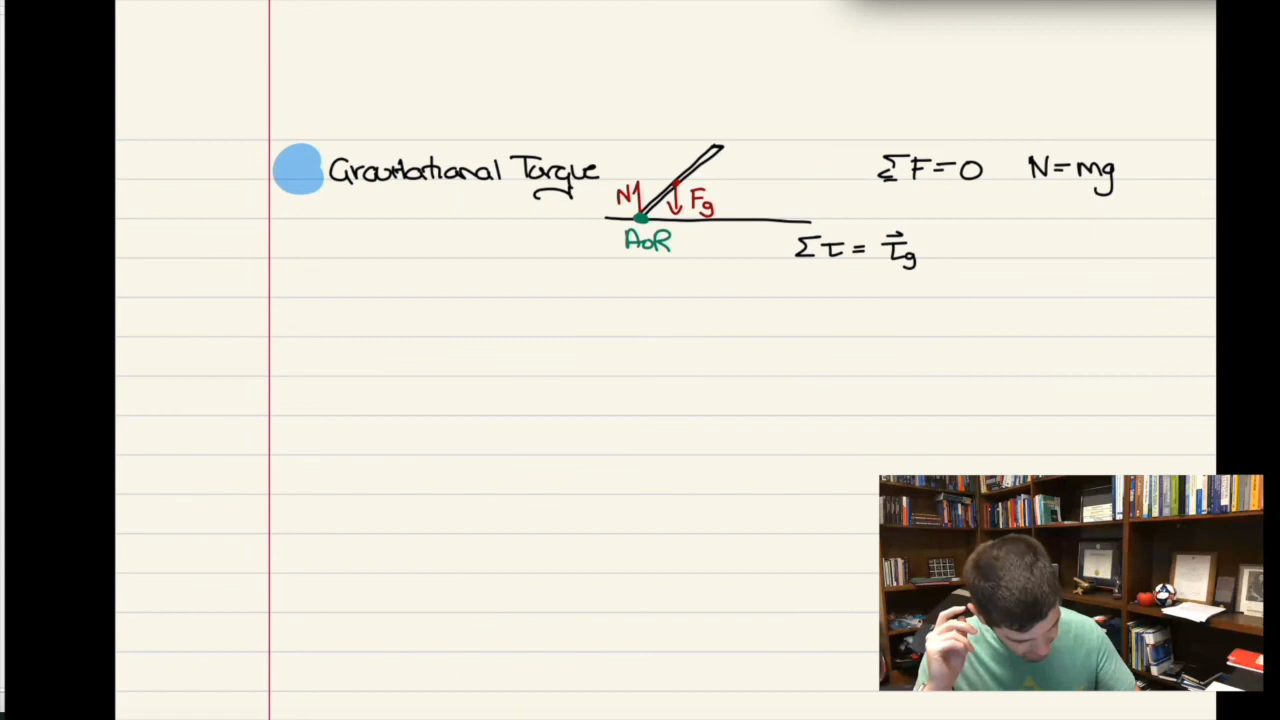 Gravitational Torque
N
Fg
AoR
ΣF=0 N=mg
Στ = τ⃗g